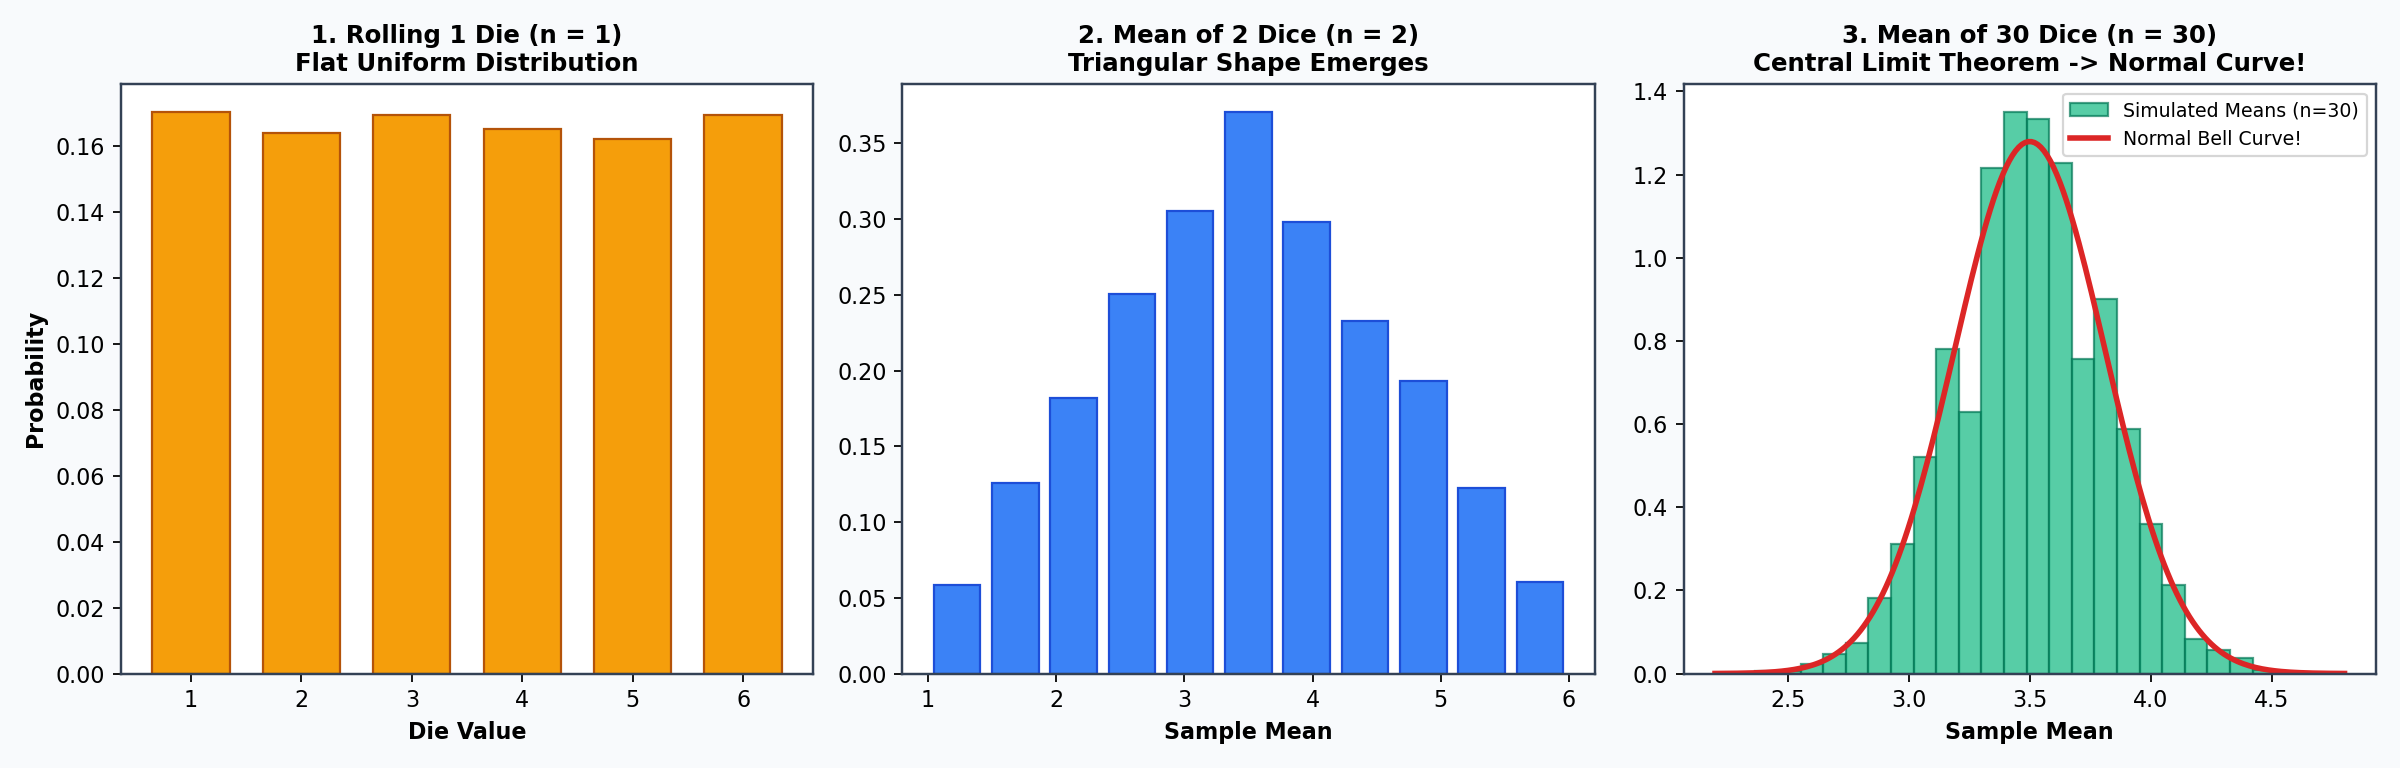 1. Rolling 1 Die (n = 1)
Flat Uniform Distribution
Probability
0.16
0.14
0.12
0.10
0.08
0.06
0.04
0.02
0.00
1 2 3 4 5 6
Die Value
2. Mean of 2 Dice (n = 2)
Triangular Shape Emerges
0.35
0.30
0.25
0.20
0.15
0.10
0.05
0.00
1 2 3 4 5 6
Sample Mean
3. Mean of 30 Dice (n = 30)
Central Limit Theorem -> Normal Curve!
Simulated Means (n=30)
Normal Bell Curve!
1.4
1.2
1.0
0.8
0.6
0.4
0.2
0.0
2.5 3.0 3.5 4.0 4.5
Sample Mean